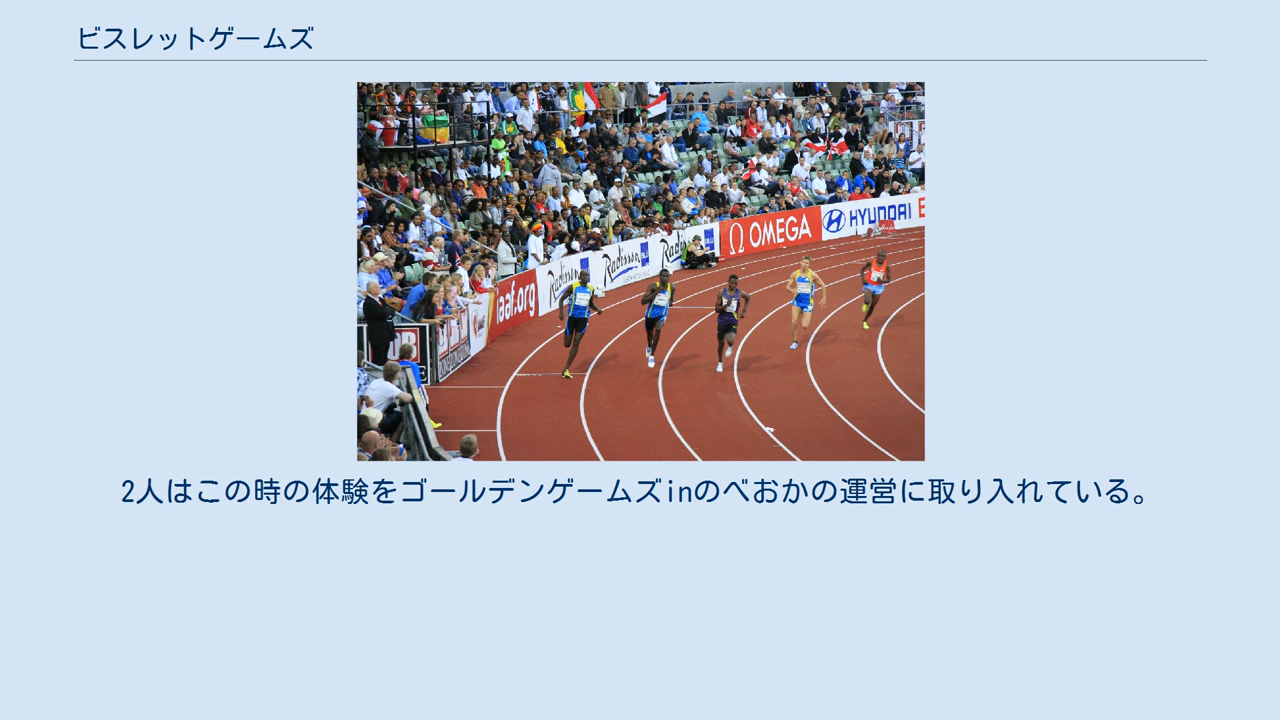 ビスレットゲームズ
Radisson
Radisson
Radis
Ω OMEGA
HYUNDAI E
iaaf.org
2人はこの時の体験をゴールデンゲームズinのべおかの運営に取り入れている。